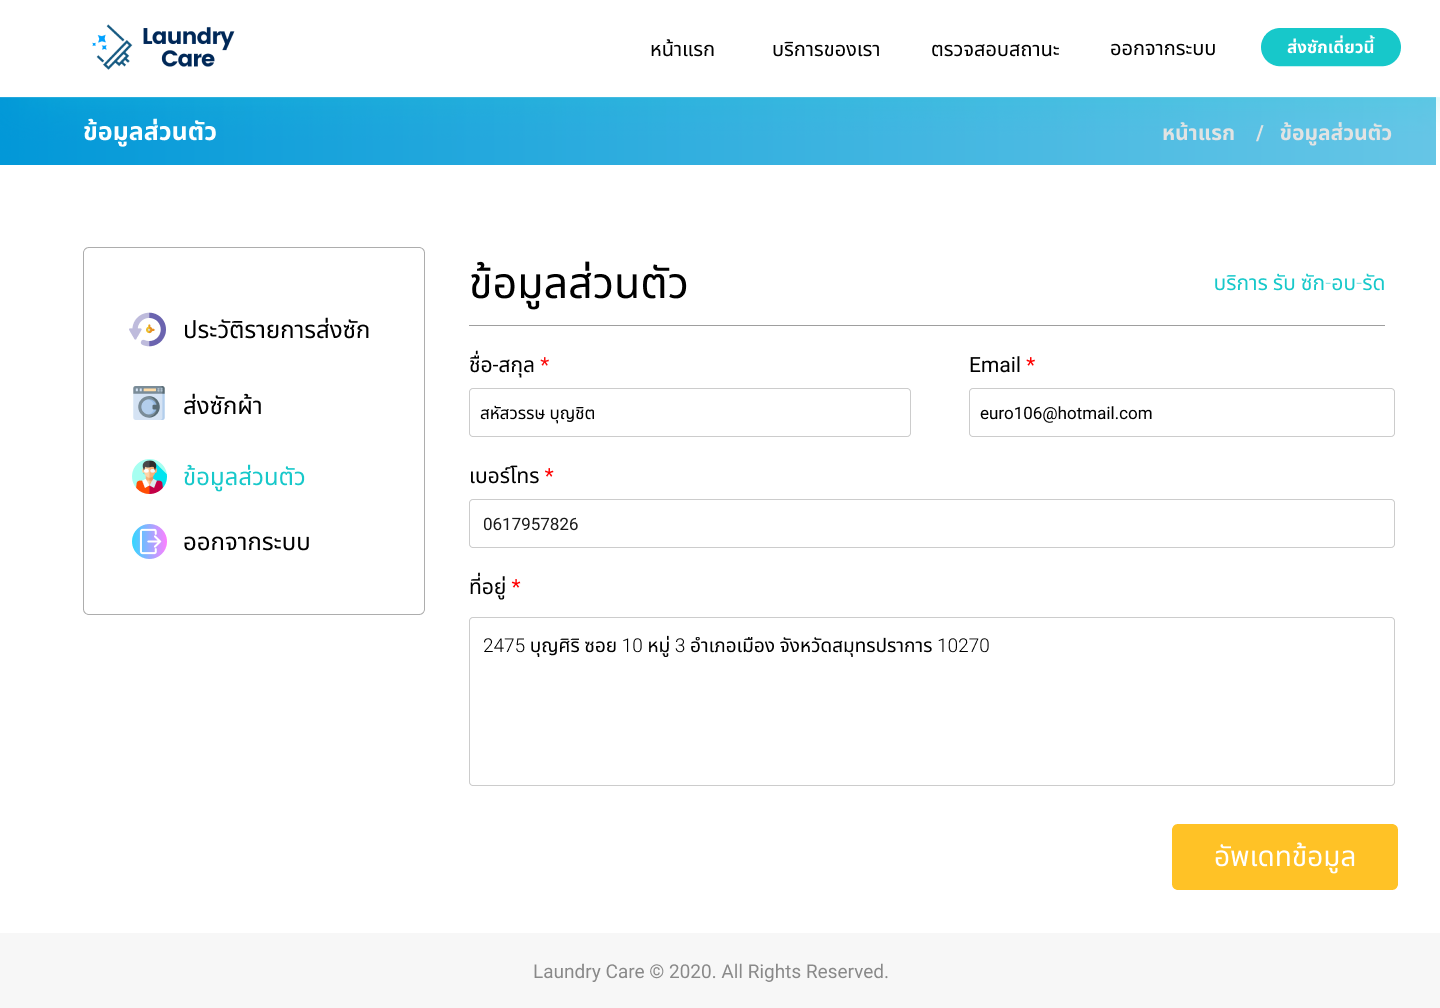 Laundry
Care
หน้าแรก
บริการของเรา
ตรวจสอบสถานะ
ออกจากระบบ
ส่งซักเดี่ยวนี้
ข้อมูลส่วนตัว
หน้าแรก / ข้อมูลส่วนตัว
ประวัติรายการส่งซัก
ส่งซักผ้า
ข้อมูลส่วนตัว
ออกจากระบบ
ข้อมูลส่วนตัว
บริการ รับ ซัก-อบ-รัด
ชื่อ-สกุล *
Email *
สหัสวรรษ บุญชิต
euro106@hotmail.com
เบอร์โทร *
0617957826
ที่อยู่ *
2475 บุญศิริ ซอย 10 หมู่ 3 อำเภอเมือง จังหวัดสมุทรปราการ 10270
อัพเดทข้อมูล
Laundry Care © 2020. All Rights Reserved.